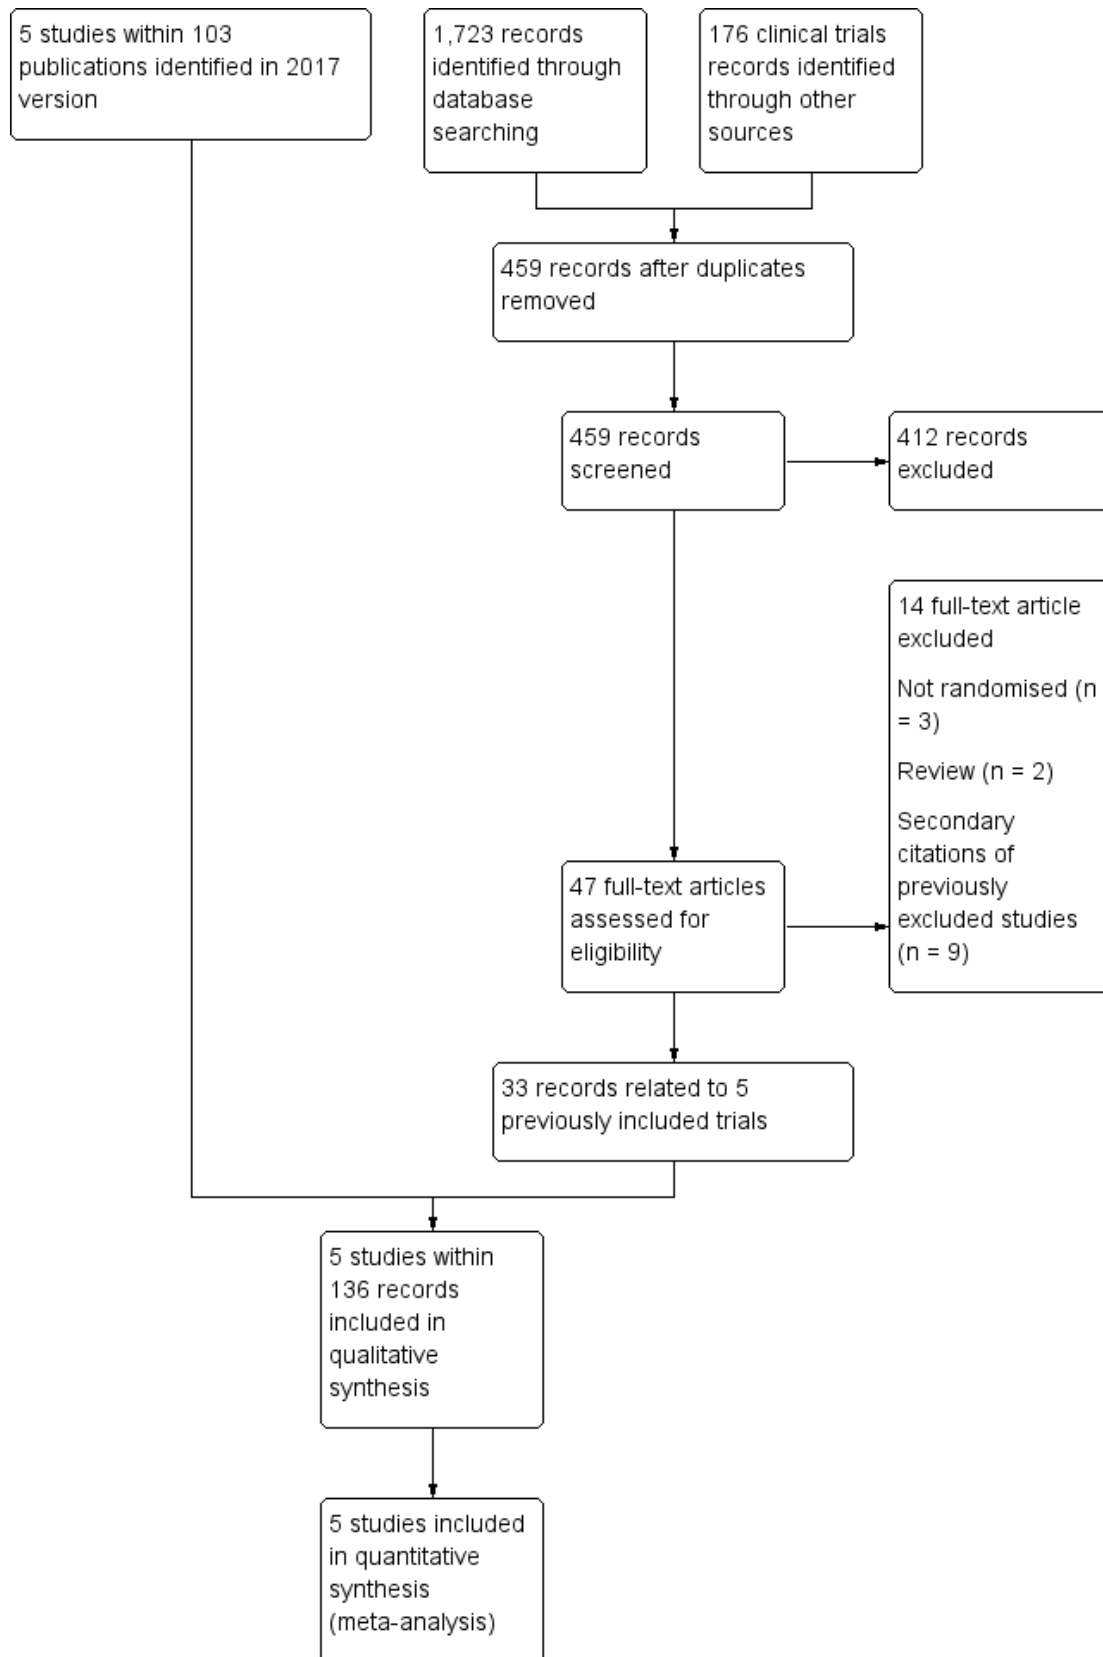 5 studies within 103
publications identified in 2017
version
1,723 records
identified through
database
searching
176 clinical trials
records identified
through other
sources
459 records after duplicates
removed
459 records
screened
412 records
excluded
14 full-text article
excluded
Not randomised (n
= 3)
Review (n = 2)
Secondary
citations of
previously
excluded studies
(n = 9)
47 full-text articles
assessed for
eligibility
33 records related to 5
previously included trials
5 studies within
136 records
included in
qualitative
synthesis
5 studies included
in quantitative
synthesis
(meta-analysis)